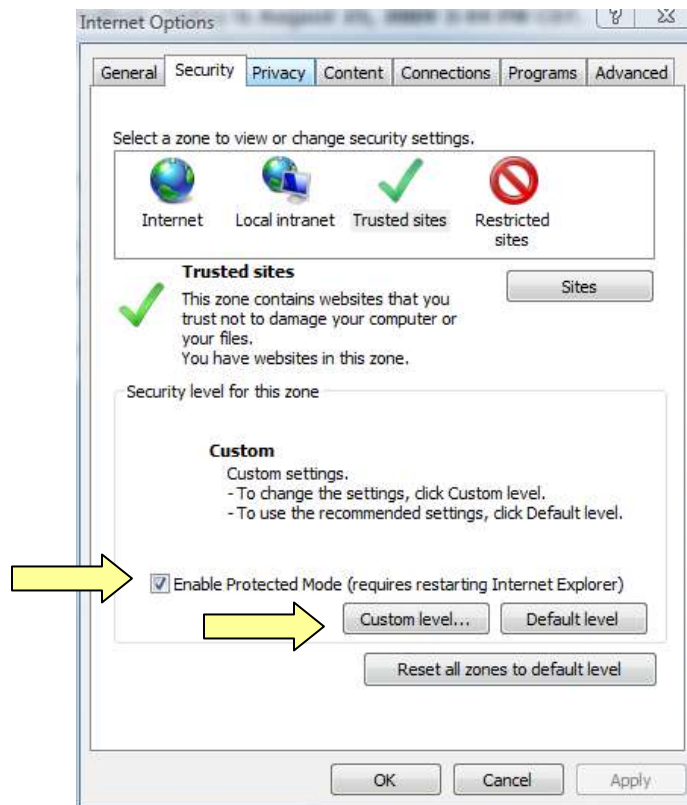 Internet Options
General Security Privacy Content Connections Programs Advanced
Select a zone to view or change security settings.
Internet Local intranet Trusted sites Restricted sites
Trusted sites
Sites
This zone contains websites that you
trust not to damage your computer or
your files.
You have websites in this zone.
Security level for this zone
Custom
Custom settings.
- To change the settings, click Custom level.
- To use the recommended settings, click Default level.
Enable Protected Mode (requires restarting Internet Explorer)
Custom level... Default level
Reset all zones to default level
OK Cancel Apply